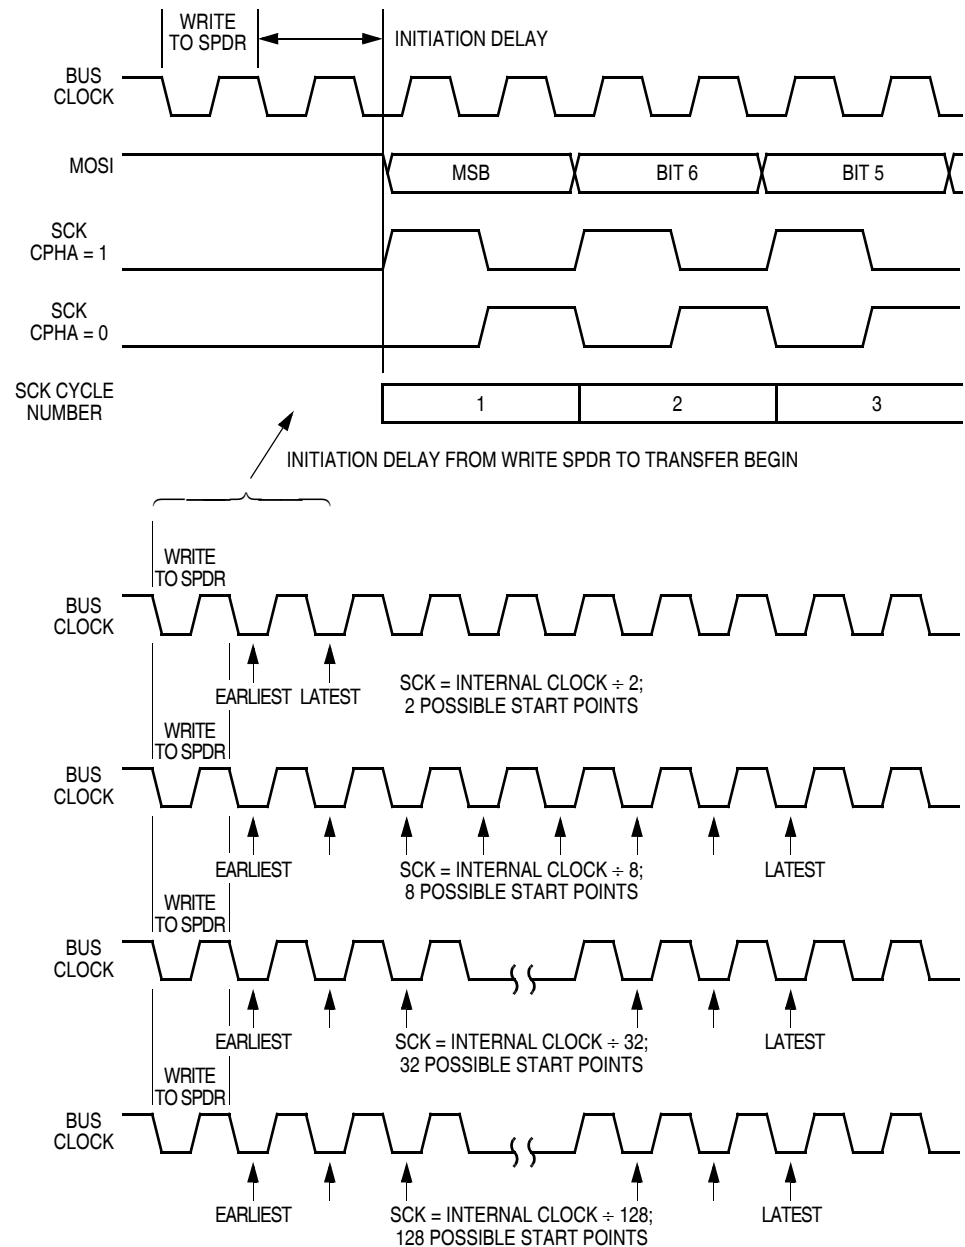 WRITE
TO SPDR
INITIATION DELAY
BUS
CLOCK
MOSI
MSB
BIT 6
BIT 5
SCK
CPHA = 1
SCK
CPHA = 0
SCK CYCLE
NUMBER
1
2
3
INITIATION DELAY FROM WRITE SPDR TO TRANSFER BEGIN
WRITE
TO SPDR
BUS
CLOCK
EARLIEST
LATEST
SCK = INTERNAL CLOCK ÷ 2;
2 POSSIBLE START POINTS
WRITE
TO SPDR
BUS
CLOCK
EARLIEST
SCK = INTERNAL CLOCK ÷ 8;
8 POSSIBLE START POINTS
LATEST
WRITE
TO SPDR
BUS
CLOCK
EARLIEST
SCK = INTERNAL CLOCK ÷ 32;
32 POSSIBLE START POINTS
LATEST
WRITE
TO SPDR
BUS
CLOCK
EARLIEST
SCK = INTERNAL CLOCK ÷ 128;
128 POSSIBLE START POINTS
LATEST